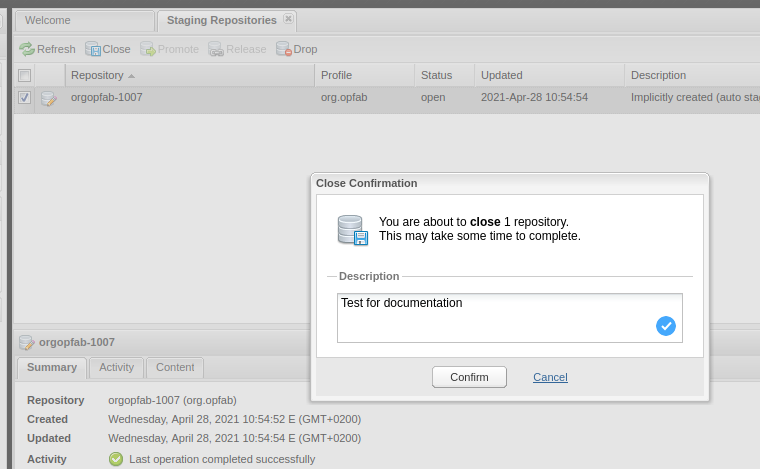 Welcome
Staging Repositories
Refresh Close Promote Release Drop
Repository Profile Status Updated Description
orgopfab-1007 org.opfab open 2021-Apr-28 10:54:54 Implicitly created (auto sta
Close Confirmation
You are about to close 1 repository.
This may take some time to complete.
Description
Test for documentation
Confirm Cancel
orgopfab-1007
Summary Activity Content
Repository orgopfab-1007 (org.opfab)
Created Wednesday, April 28, 2021 10:54:52 E (GMT+0200)
Updated Wednesday, April 28, 2021 10:54:54 E (GMT+0200)
Activity Last operation completed successfully